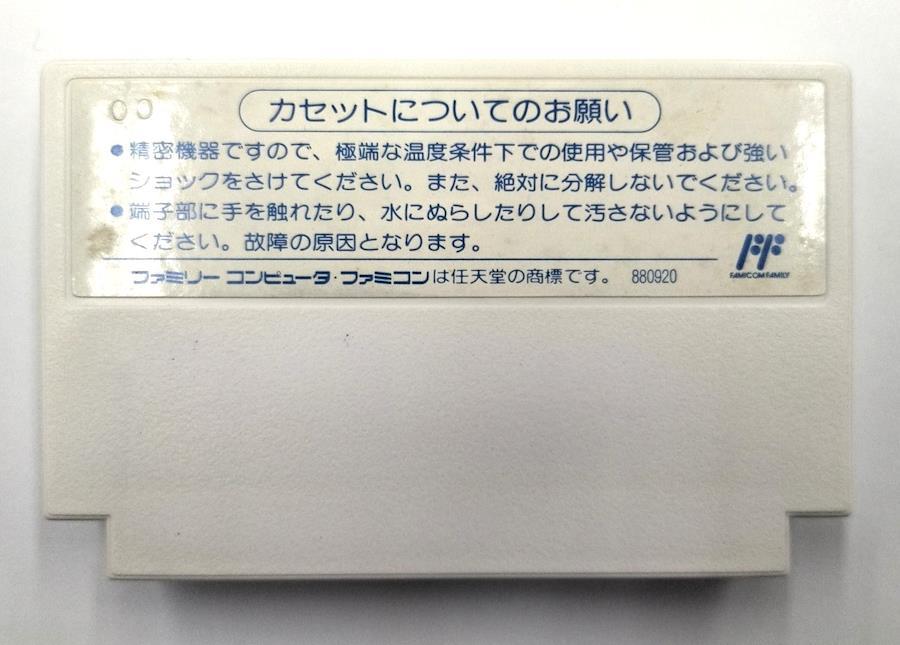 00
カセットについてのお願い
●精密機器ですので、極端な温度条件下での使用や保管および強い
ショックをさけてください。また、絶対に分解しないでください。
●端子部に手を触れたり、水にぬらしたりして汚さないようにして
ください。故障の原因となります。
ファミリー コンピュータ・ファミコンは任天堂の商標です。 880920
FAMICOM FAMILY